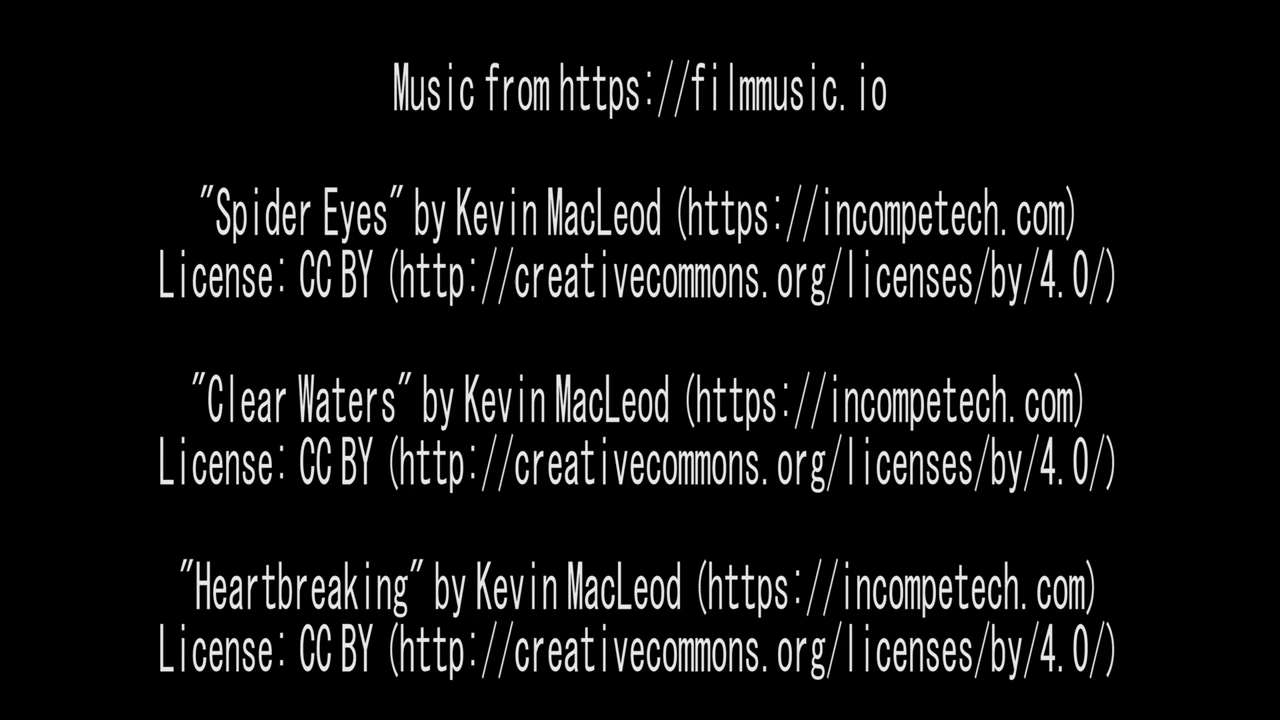 Music from https://filmmusic.io
"Spider Eyes" by Kevin MacLeod (https://incompetech.com)
License: CC BY (http://creativecommons.org/licenses/by/4.0/)
"Clear Waters" by Kevin MacLeod (https://incompetech.com)
License: CC BY (http://creativecommons.org/licenses/by/4.0/)
"Heartbreaking" by Kevin MacLeod (https://incompetech.com)
License: CC BY (http://creativecommons.org/licenses/by/4.0/)